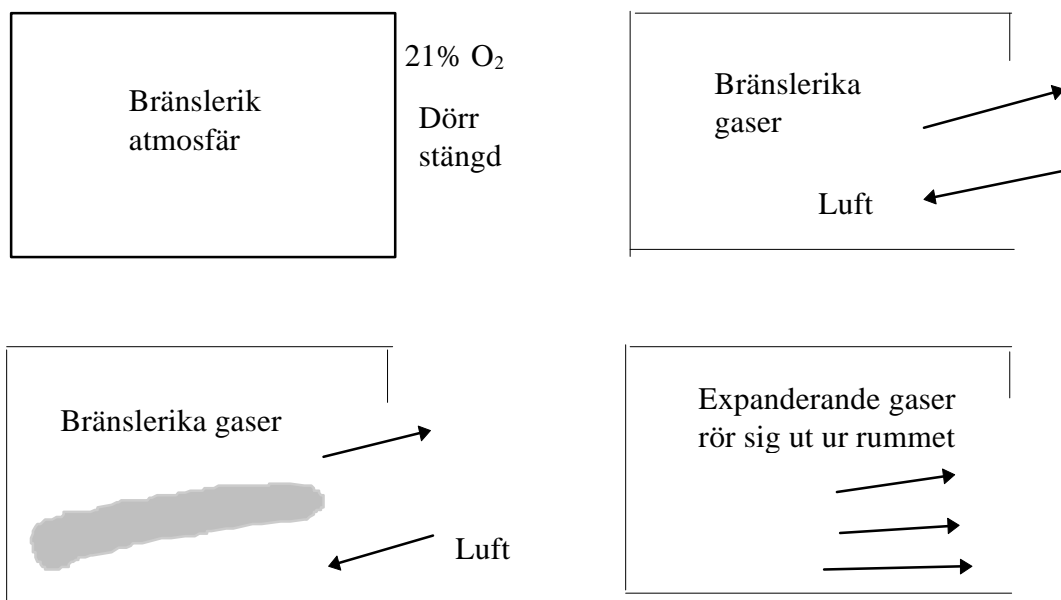 Bränslerik
atmosfär
21% O₂
Dörr
stängd
Bränslerika
gaser
Luft
Bränslerika gaser
Luft
Expanderande gaser
rör sig ut ur rummet